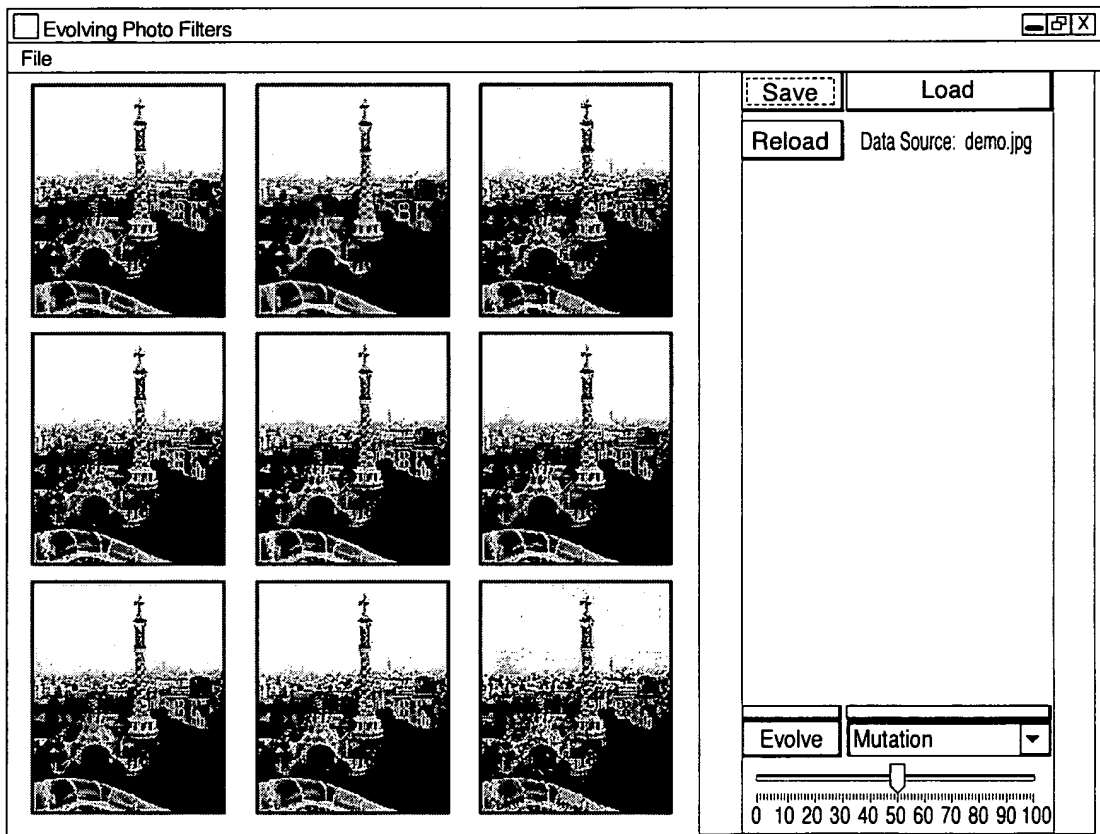 Evolving Photo Filters
X
File
Save
Load
Reload
Data Source: demo.jpg
Evolve
Mutation
0 10 20 30 40 50 60 70 80 90 100